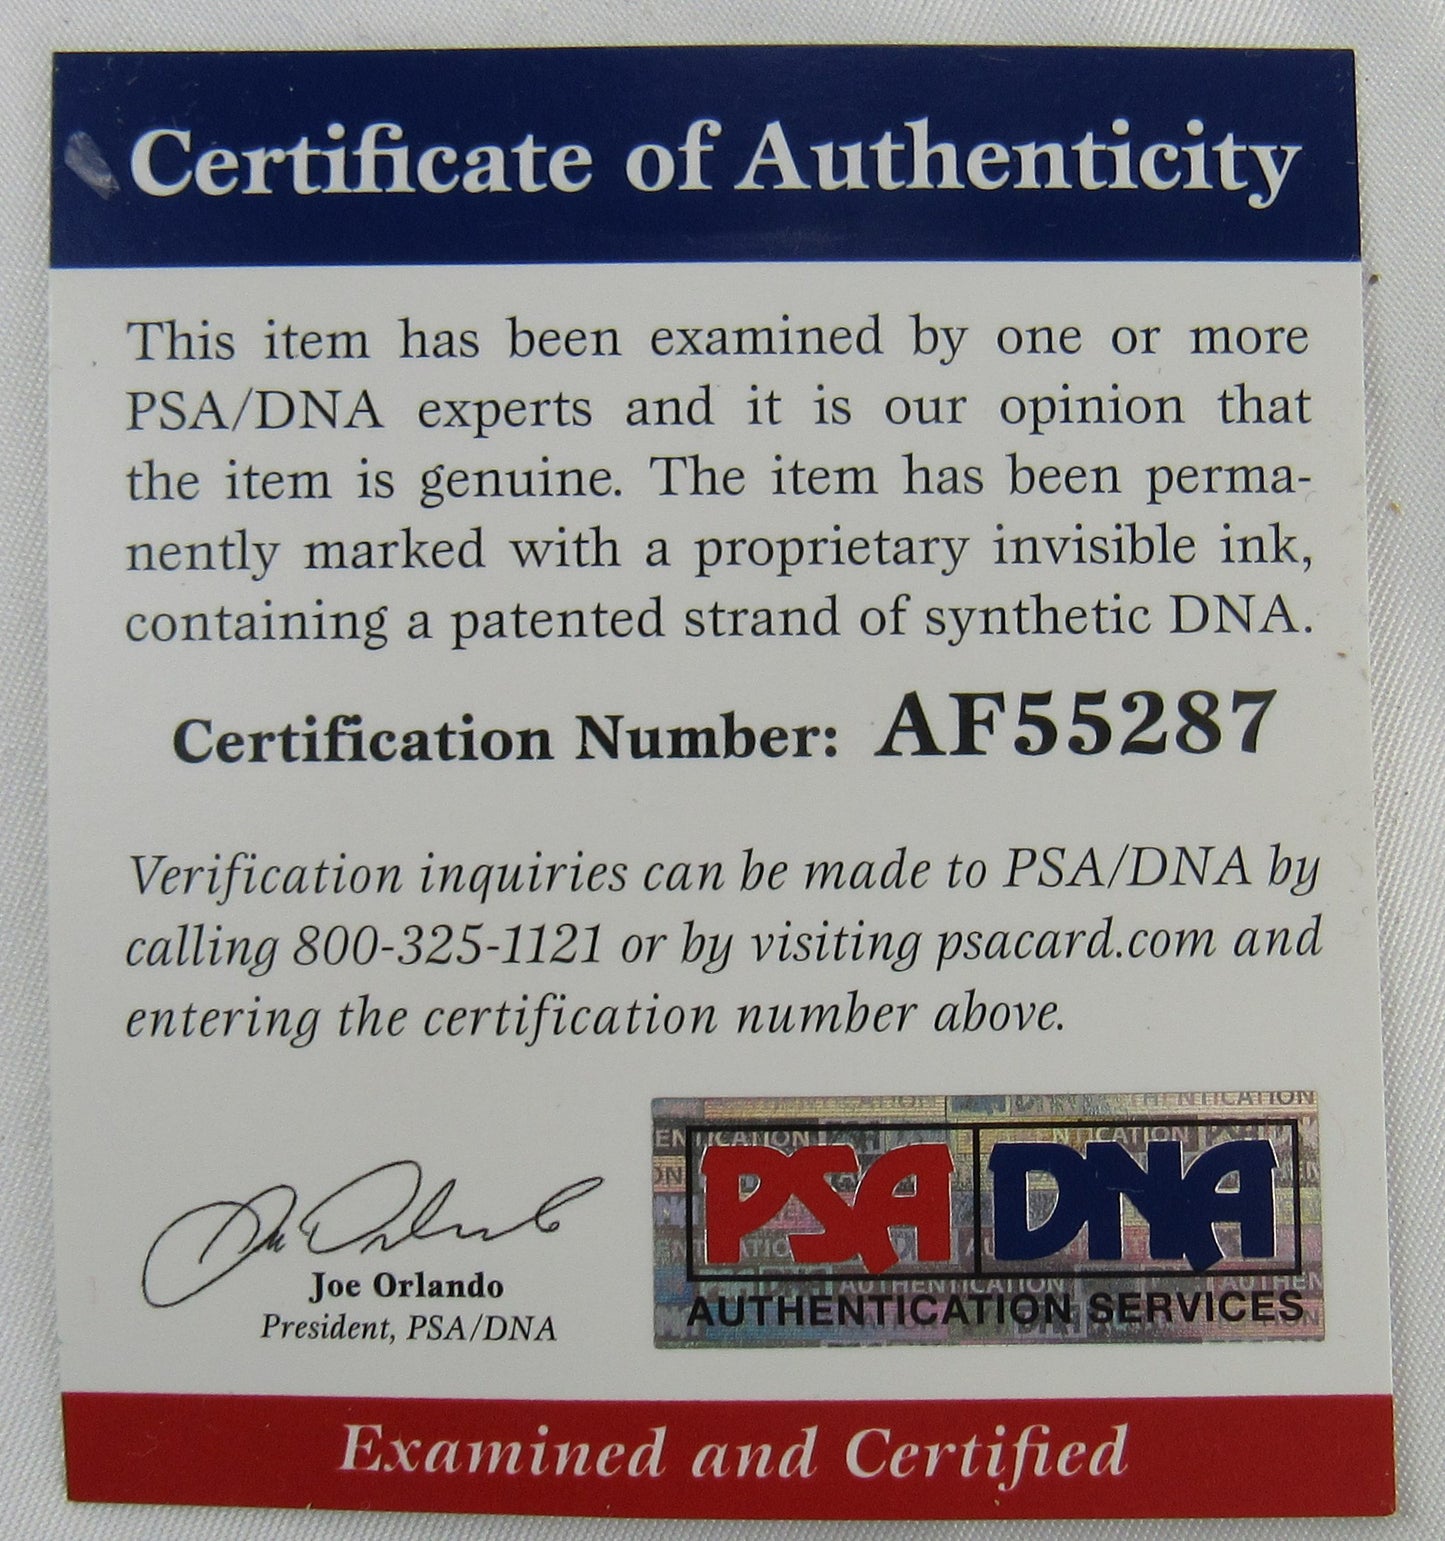 Certificate of Authenticity
This item has been examined by one or more
PSA/DNA experts and it is our opinion that
the item is genuine. The item has been perma-
nently marked with a proprietary invisible ink,
containing a patented strand of synthetic DNA.
Certification Number: AF55287
Verification inquiries can be made to PSA/DNA by
calling 800-325-1121 or by visiting psacard.com and
entering the certification number above.
Joe Orlando
President, PSA/DNA
PSA DNA
AUTHENTICATION SERVICES
Examined and Certified